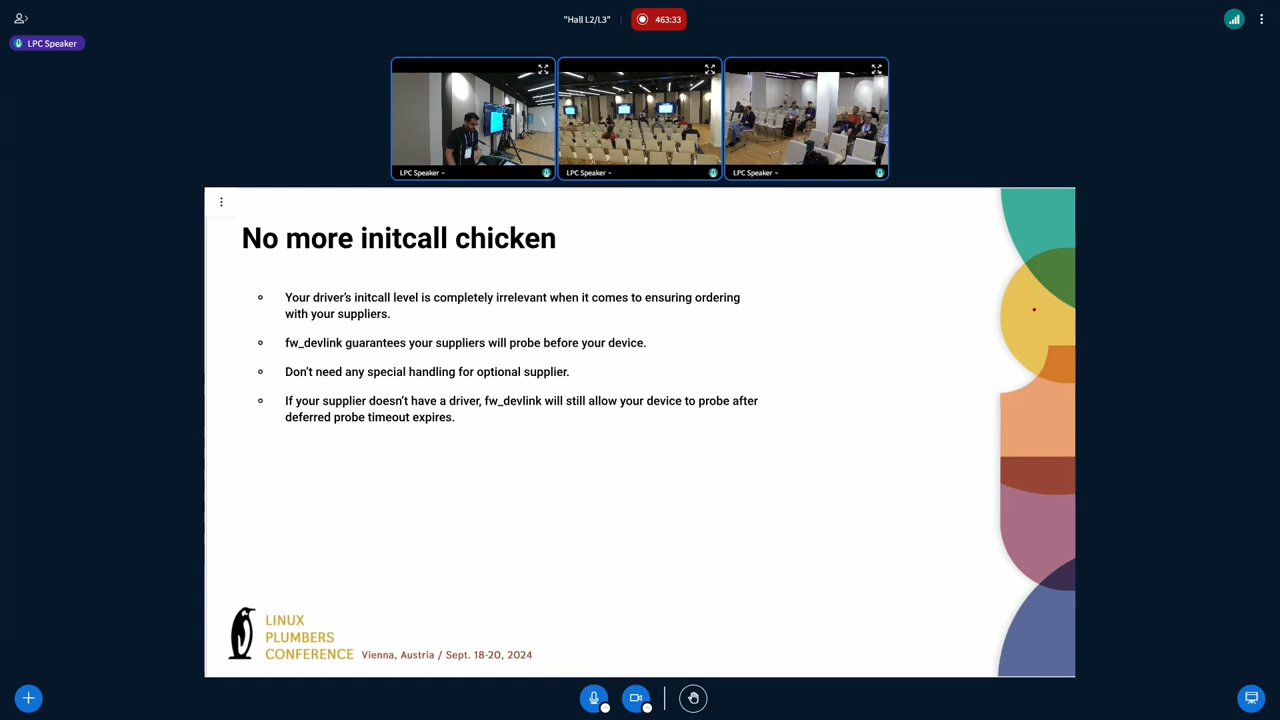 "Hall L2/L3"
463:33
LPC Speaker
LPC Speaker
LPC Speaker
LPC Speaker
No more initcall chicken
Your driver's initcall level is completely irrelevant when it comes to ensuring ordering
with your suppliers.
fw_devlink guarantees your suppliers will probe before your device.
Don't need any special handling for optional supplier.
If your supplier doesn't have a driver, fw_devlink will still allow your device to probe after
deferred probe timeout expires.
LINUX
PLUMBERS
CONFERENCE Vienna, Austria / Sept. 18-20, 2024